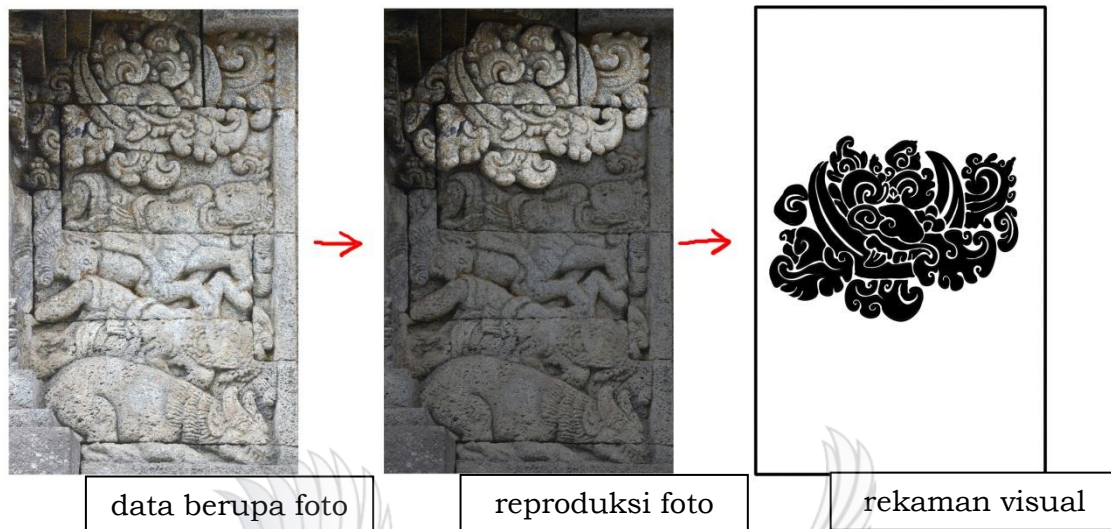 data berupa foto
reproduksi foto
rekaman visual